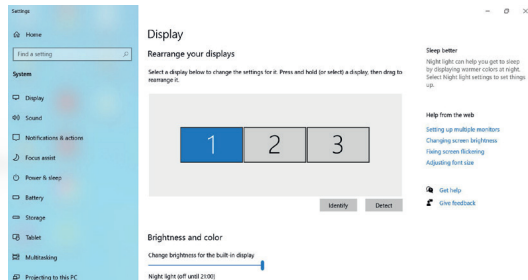 Settings
Home
Find a setting
System
Display
Sound
Notifications & actions
Focus assist
Power & sleep
Battery
Storage
Tablet
Multitasking
Projecting to this PC
Display
Rearrange your displays
Select a display below to change the settings for it. Press and hold (or select) a display, then drag to
rearrange it.
1 2 3
Identify Detect
Brightness and color
Change brightness for the built-in display
Night light (off until 21:00)
Sleep better
Night light can help you get to sleep
by displaying warmer colors at night.
Select Night light settings to set things
up.
Help from the web
Setting up multiple monitors
Changing screen brightness
Fixing screen flickering
Adjusting font size
Get help
Give feedback